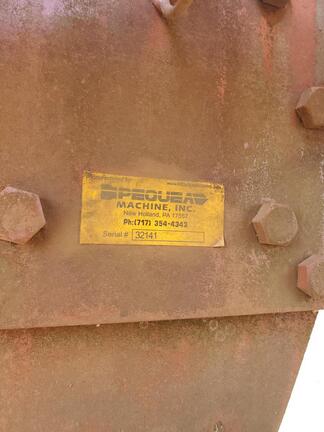 PEQUEA
MACHINE, INC.
New Holland, PA 17557
Ph:(717) 354-4343
Serial # 32141